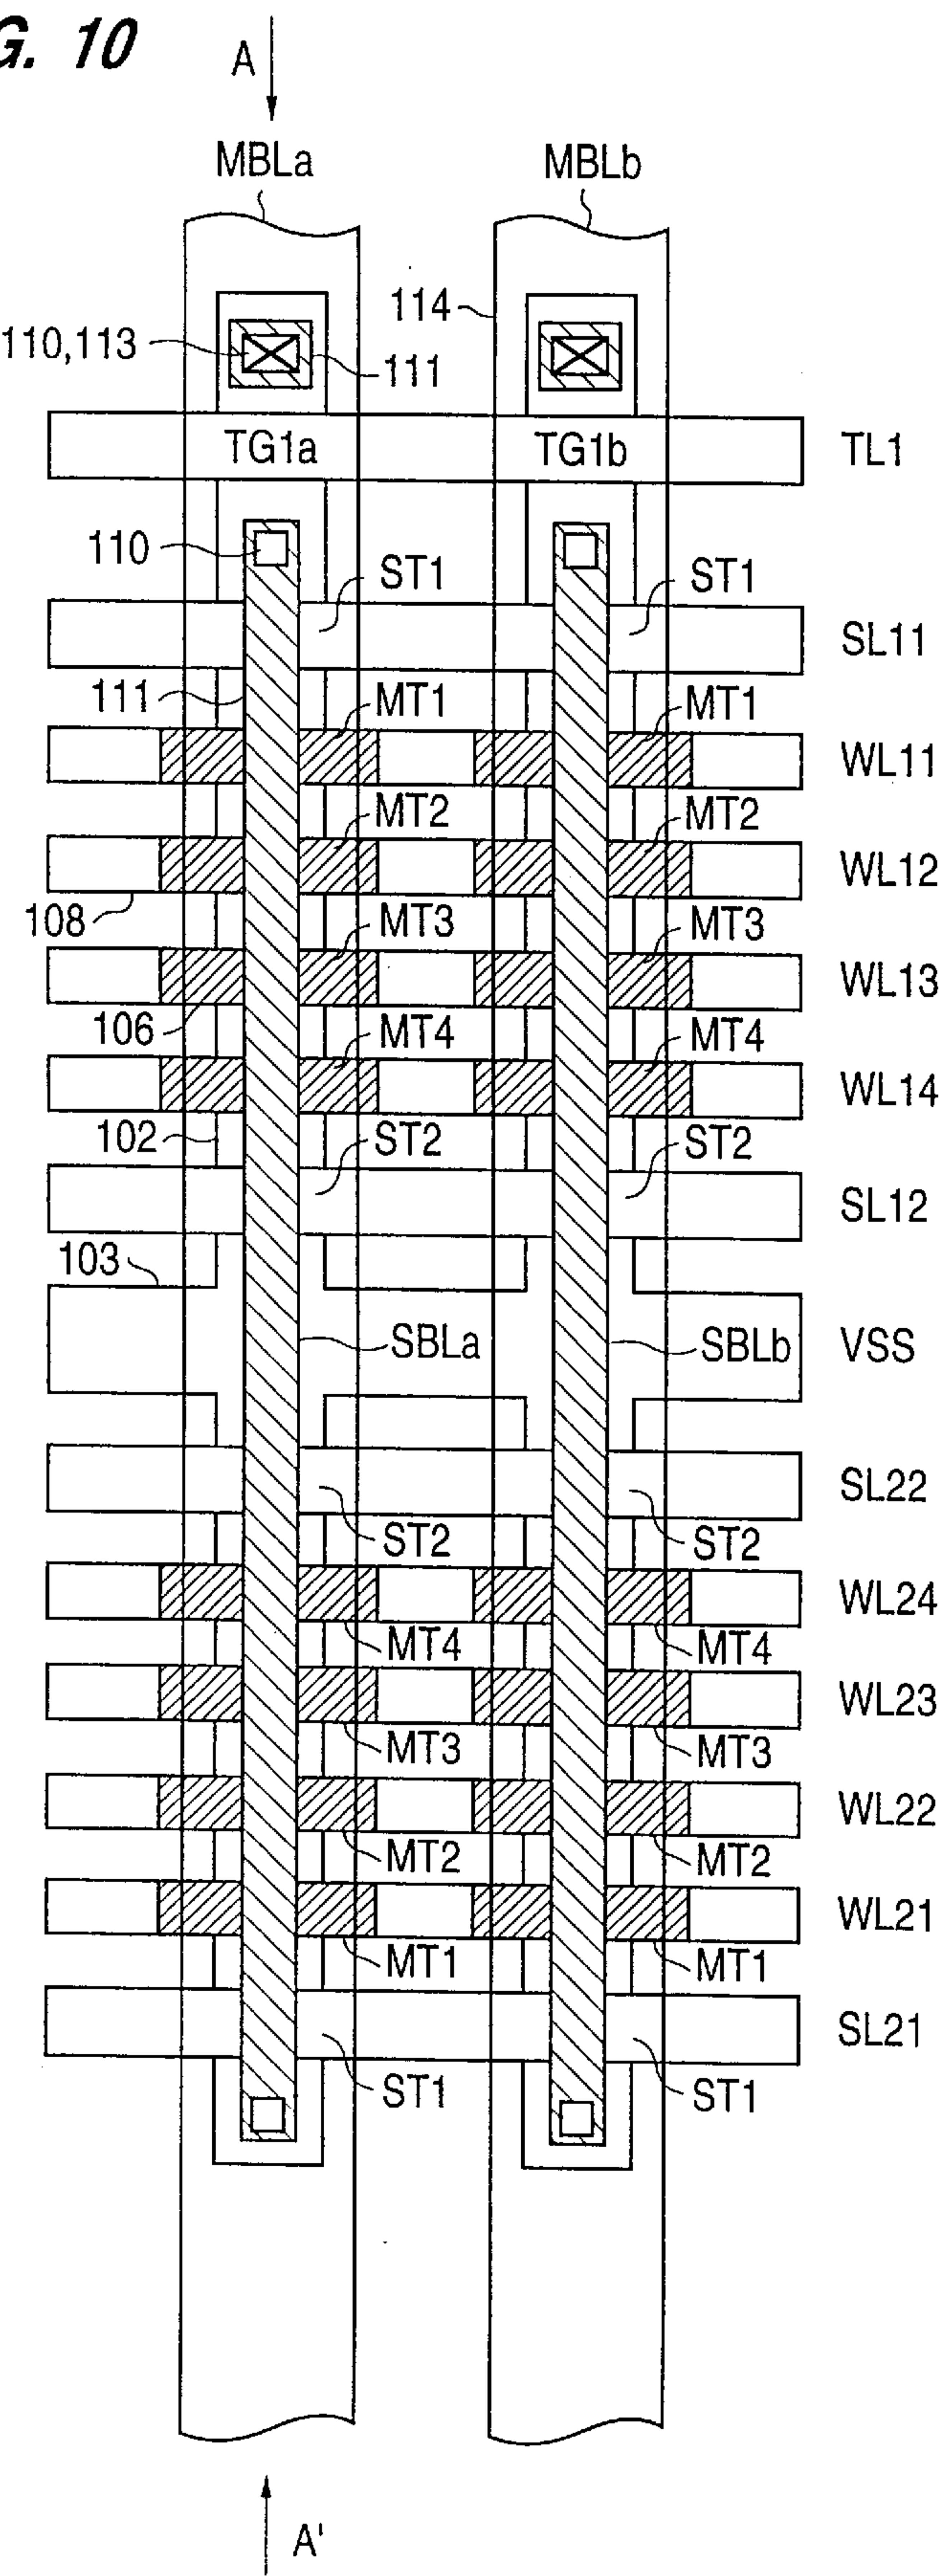 G. 10
A
MBLa MBLb
114
110,113 111
TG1a TG1b TL1
110
ST1 ST1
SL11
111 MT1 MT1
WL11
MT2 MT2
WL12
108 MT3 MT3
WL13
106 MT4 MT4
WL14
102 ST2 ST2
SL12
103
SBLa SBLb VSS
SL22
ST2 ST2
WL24
MT4 MT4
WL23
MT3 MT3
WL22
MT2 MT2
WL21
MT1 MT1
SL21
ST1 ST1
A'